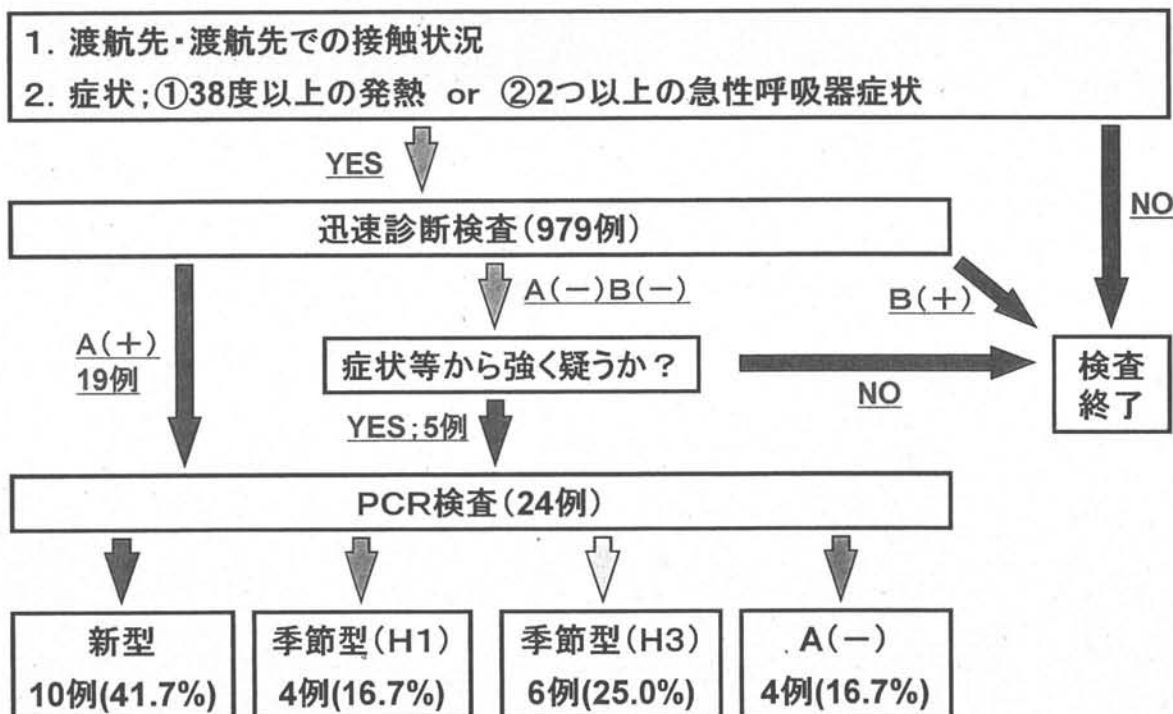 1. 渡航先・渡航先での接触状況
2. 症状;①38度以上の発熱 or ②2つ以上の急性呼吸器症状
YES
NO
迅速診断検査(979例)
A(-)B(-)
B(+)
A(+)
19例
症状等から強く疑うか?
NO
検査
終了
YES;5例
PCR検査(24例)
新型
10例(41.7%)
季節型(H1)
4例(16.7%)
季節型(H3)
6例(25.0%)
A(-)
4例(16.7%)